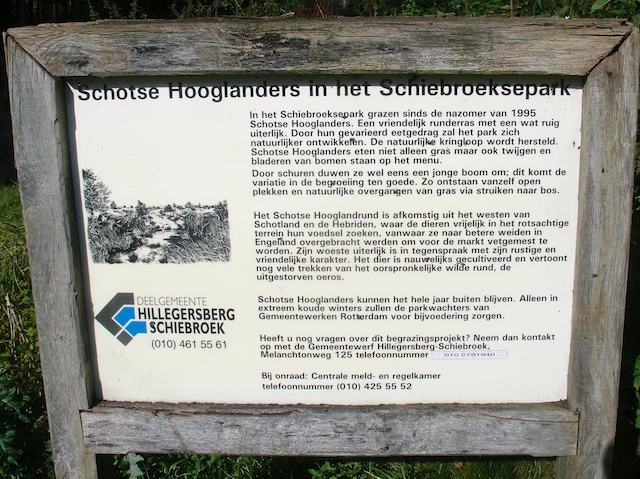 Schotse Hooglanders in het Schiebroeksepark
In het Schiebroeksepark grazen sinds de nazomer van 1995
Schotse Hooglanders. Een vriendelijk runderras met een wat ruig
uiterlijk. Door hun gevarieerd eetgedrag zal het park zich
natuurlijker ontwikkelen. De natuurlijke kringloop wordt hersteld.
Schotse Hooglanders eten niet alleen gras maar ook twijgen en
bladeren van bomen staan op het menu.
Door schuren duwen ze wel eens een jonge boom om; dit komt de
variatie in de begroeiing ten goede. Zo ontstaan vanzelf open
plekken en natuurlijke overgangen van gras via struiken naar bos.
Het Schotse Hooglandrund is afkomstig uit het westen van
Schotland en de Hebriden, waar de dieren vrijelijk in het rotsachtige
terrein hun voedsel zoeken, vanwaar ze naar betere weiden in
Engeland overgebracht werden om voor de markt vetgemest te
worden. Zijn woeste uiterlijk is in tegenspraak met zijn rustige en
vriendelijke karakter. Het dier is nauwelijks gecultiveerd en vertoont
nog vele trekken van het oorspronkelijke wilde rund, de
uitgestorven oeros.
Schotse Hooglanders kunnen het hele jaar buiten blijven. Alleen in
extreem koude winters zullen de parkwachters van
Gemeentewerken Rotterdam voor bijvoedering zorgen.
Heeft u nog vragen over dit begrazingsprojekt? Neem dan kontakt
op met de Gemeentewerf Hillegersberg-Schiebroek,
Melanchtonweg 125 telefoonnummer 010 2781940
Bij onraad: Centrale meld- en regelkamer
telefoonnummer (010) 425 55 52
DEELGEMEENTE
HILLEGERSBERG
SCHIEBROEK
(010) 461 55 61